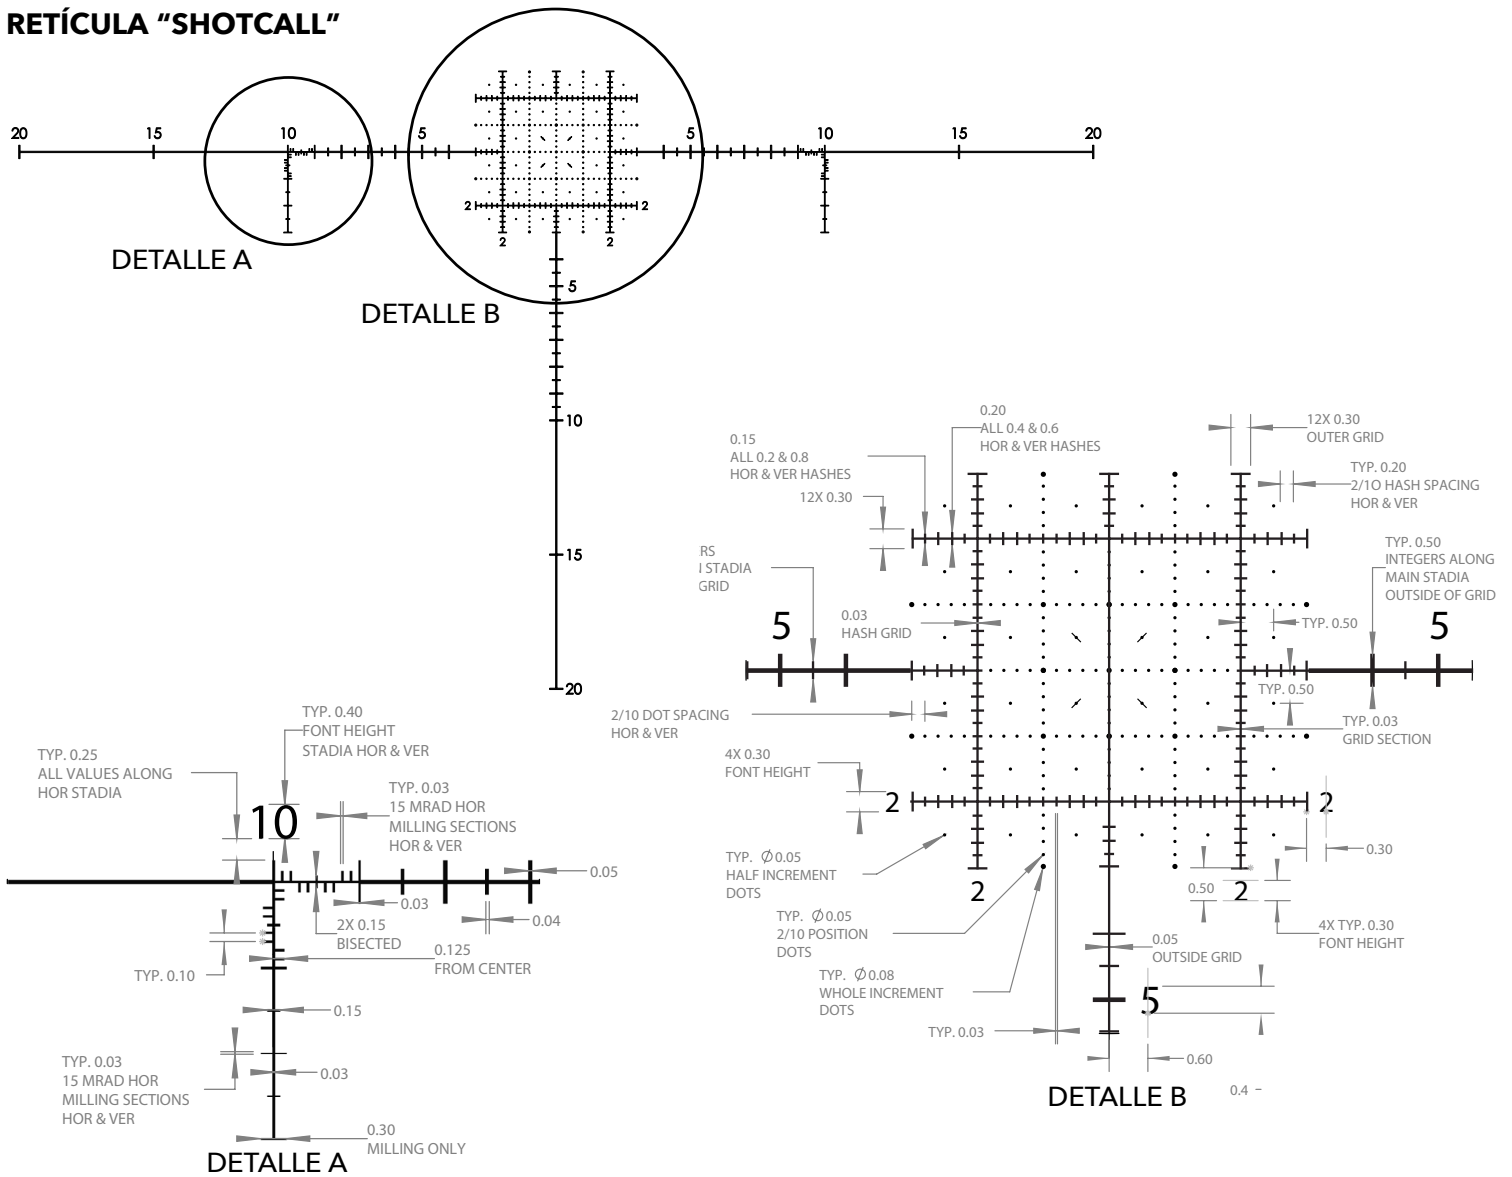 RETÍCULA “SHOTCALL”
20
15
10
5
5
10
15
20
2
2
2
2
5
10
15
20
DETALLE A
DETALLE B
0.15
ALL 0.2 & 0.8
HOR & VER HASHES
0.20
ALL 0.4 & 0.6
HOR & VER HASHES
12X 0.30
OUTER GRID
TYP. 0.20
2/1O HASH SPACING
HOR & VER
12X 0.30
RS
I STADIA
GRID
TYP. 0.50
INTEGERS ALONG
MAIN STADIA
OUTSIDE OF GRID
0.03
HASH GRID
TYP. 0.50
5
5
TYP. 0.50
2/10 DOT SPACING
HOR & VER
TYP. 0.03
GRID SECTION
4X 0.30
FONT HEIGHT
2
2
TYP. Ø0.05
HALF INCREMENT
DOTS
0.30
2
0.50
2
TYP. Ø0.05
2/10 POSITION
DOTS
4X TYP. 0.30
FONT HEIGHT
0.05
OUTSIDE GRID
TYP. Ø0.08
WHOLE INCREMENT
DOTS
5
TYP. 0.03
0.60
0.4 -
DETALLE B
TYP. 0.40
FONT HEIGHT
STADIA HOR & VER
TYP. 0.25
ALL VALUES ALONG
HOR STADIA
TYP. 0.03
15 MRAD HOR
MILLING SECTIONS
HOR & VER
10
0.05
0.03
0.04
2X 0.15
BISECTED
0.125
FROM CENTER
TYP. 0.10
0.15
TYP. 0.03
15 MRAD HOR
MILLING SECTIONS
HOR & VER
0.03
0.30
MILLING ONLY
DETALLE A